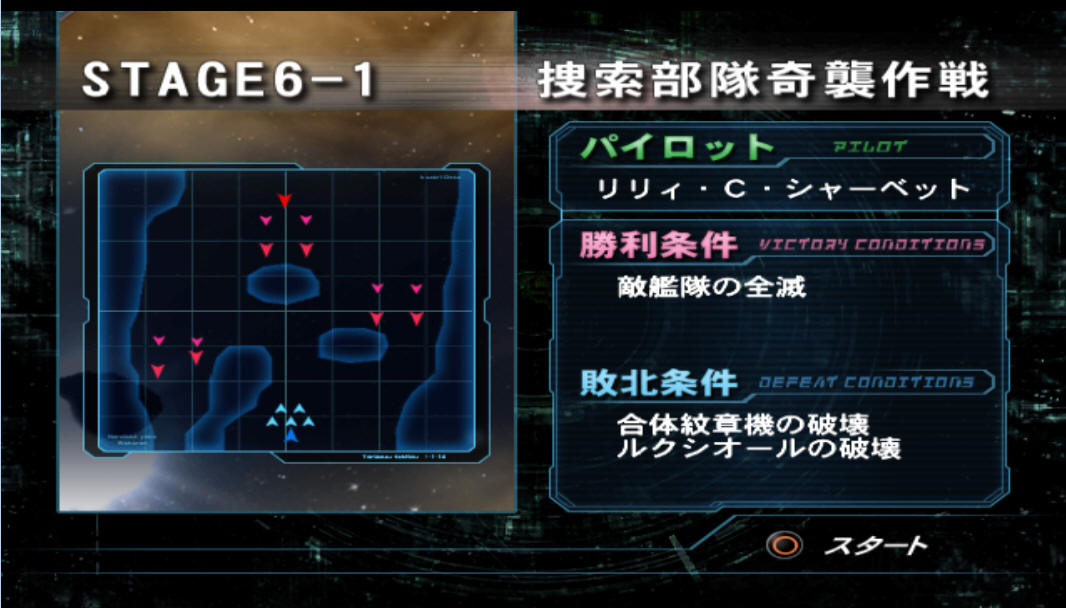 STAGE6-1
捜索部隊奇襲作戦
パイロット PILOT
リリィ・C・シャーベット
勝利条件 VICTORY CONDITIONS
敵艦隊の全滅
敗北条件 DEFEAT CONDITIONS
合体紋章機の破壊
ルクシオールの破壊
スタート